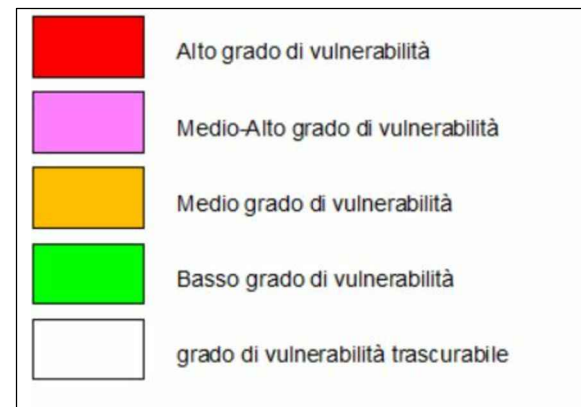 Alto grado di vulnerabilità
Medio-Alto grado di vulnerabilità
Medio grado di vulnerabilità
Basso grado di vulnerabilità
grado di vulnerabilità trascurabile